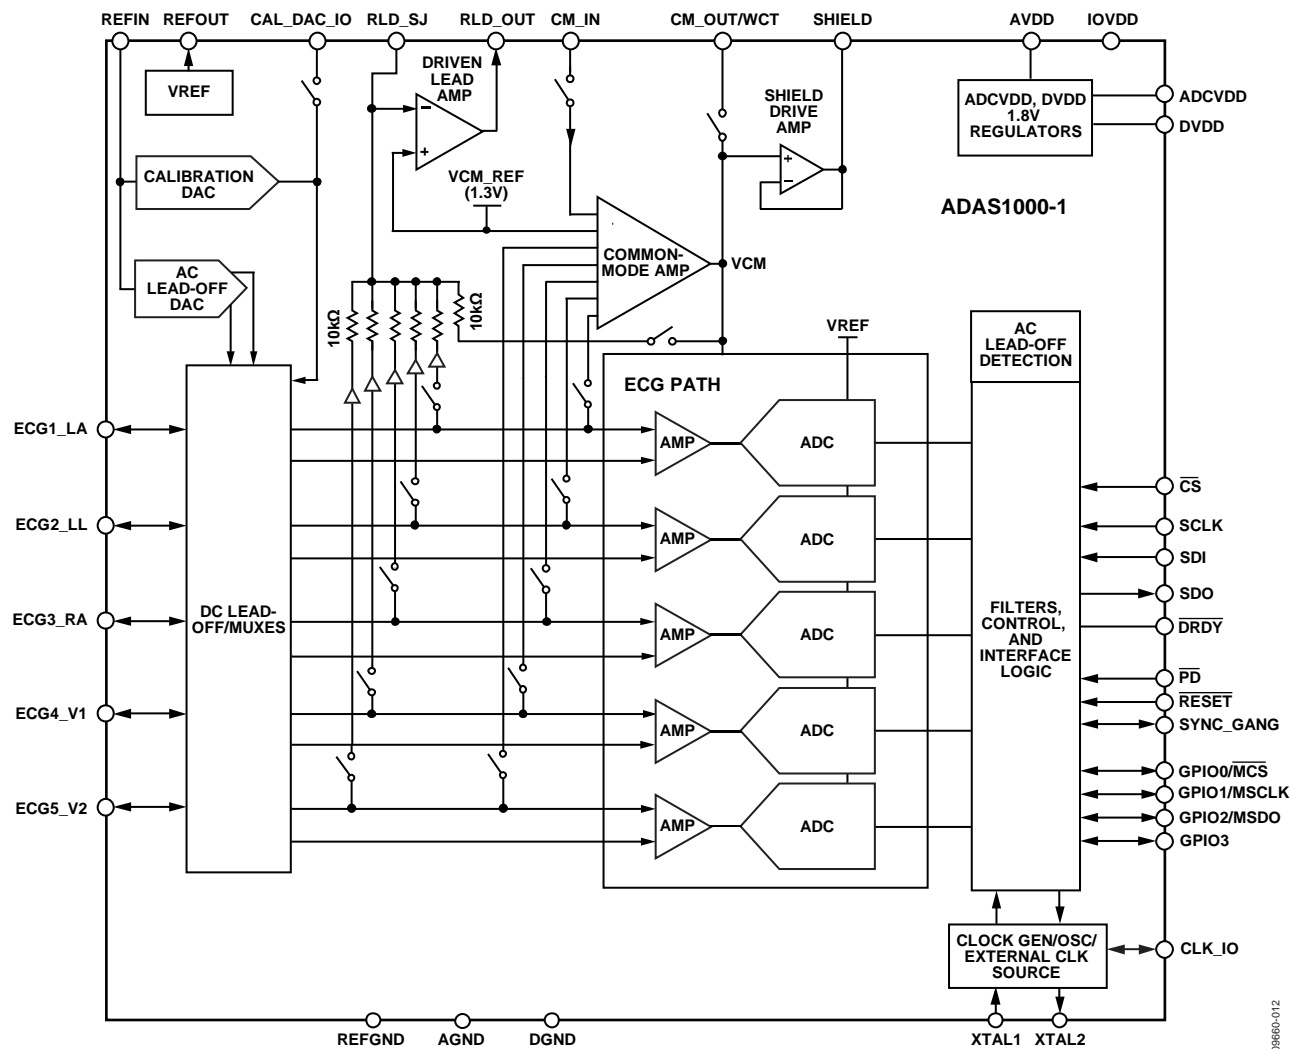 REFIN REFOUT CAL_DAC_IO RLD_SJ RLD_OUT CM_IN CM_OUT/WCT SHIELD AVDD IOVDD
VREF
DRIVEN
LEAD
AMP
–
+
SHIELD
DRIVE
AMP
+
–
ADCVDD, DVDD
1.8V
REGULATORS
ADCVDD
DVDD
CALIBRATION
DAC
VCM_REF
(1.3V)
ADAS1000-1
AC
LEAD-OFF
DAC
COMMON-
MODE AMP
VCM
10kΩ
10kΩ
VREF
AC
LEAD-OFF
DETECTION
ECG PATH
ECG1_LA
AMP
ADC
ECG2_LL
AMP
ADC
ECG3_RA
DC LEAD-
OFF/MUXES
AMP
ADC
ECG4_V1
AMP
ADC
ECG5_V2
AMP
ADC
FILTERS,
CONTROL,
AND
INTERFACE
LOGIC
CS
SCLK
SDI
SDO
DRDY
PD
RESET
SYNC_GANG
GPIO0/MCS
GPIO1/MSCLK
GPIO2/MSDO
GPIO3
CLOCK GEN/OSC/
EXTERNAL CLK
SOURCE
CLK_IO
REFGND AGND DGND XTAL1 XTAL2
09660-012